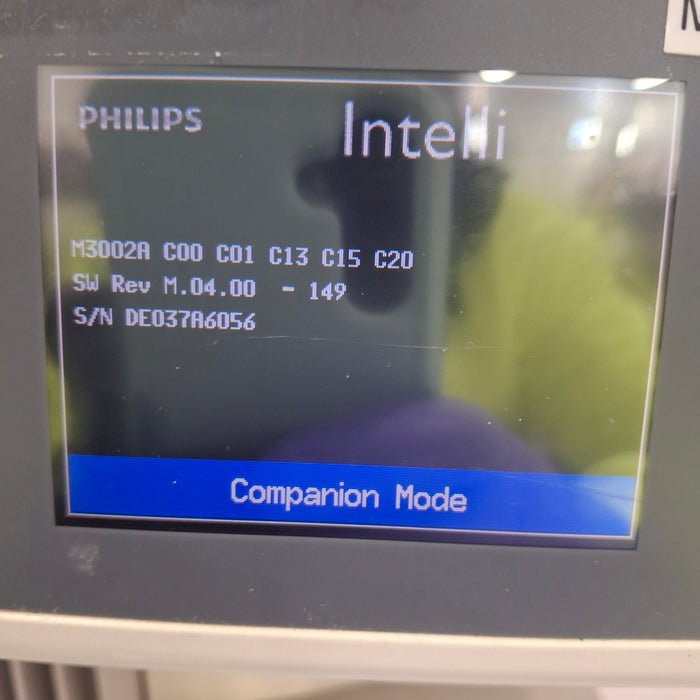 PHILIPS
Intelli
M3002A C00 C01 C13 C15 C20
SW Rev M.04.00 - 149
S/N DE037A6056
Companion Mode